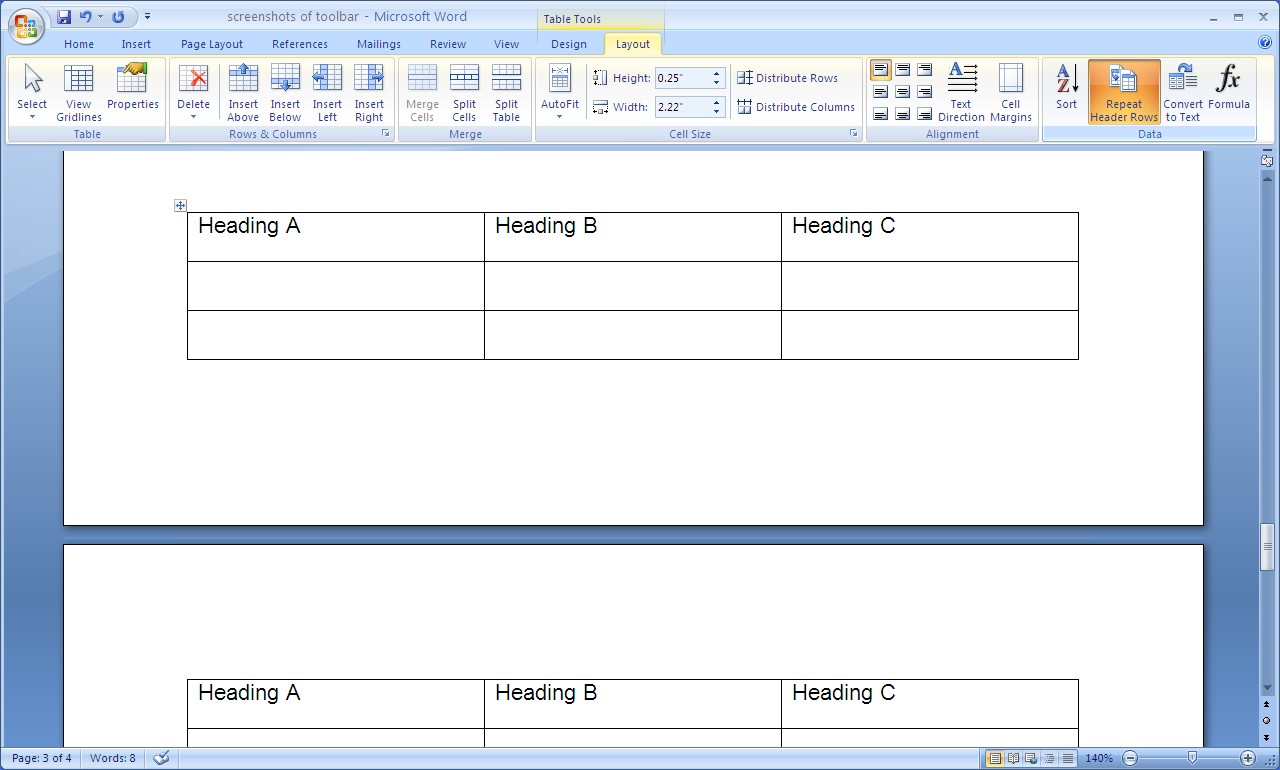 screenshots of toolbar - Microsoft Word
Table Tools
Home Insert Page Layout References Mailings Review View Design Layout
Select
View
Gridlines
Properties
Table
Delete
Insert
Above
Insert
Below
Insert
Left
Insert
Right
Rows & Columns
Merge
Cells
Split
Cells
Split
Table
Merge
AutoFit
Height: 0.25"
Width: 2.22"
Distribute Rows
Distribute Columns
Cell Size
Text
Direction
Cell
Margins
Alignment
A
Z
Sort
Repeat
Header Rows
Convert
to Text
fx
Formula
Data
Heading A Heading B Heading C
Heading A Heading B Heading C
Page: 3 of 4 Words: 8 140%